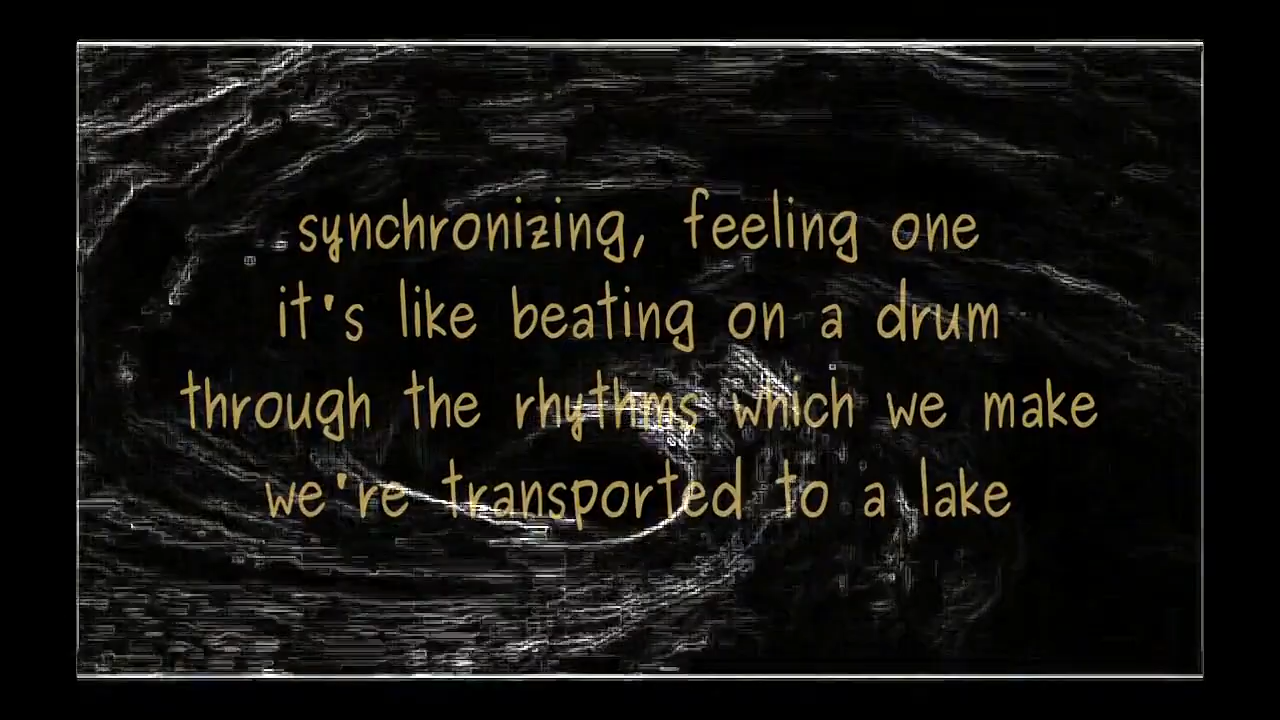 synchronizing, feeling one
it's like beating on a drum
through the rhythms which we make
we're transported to a lake